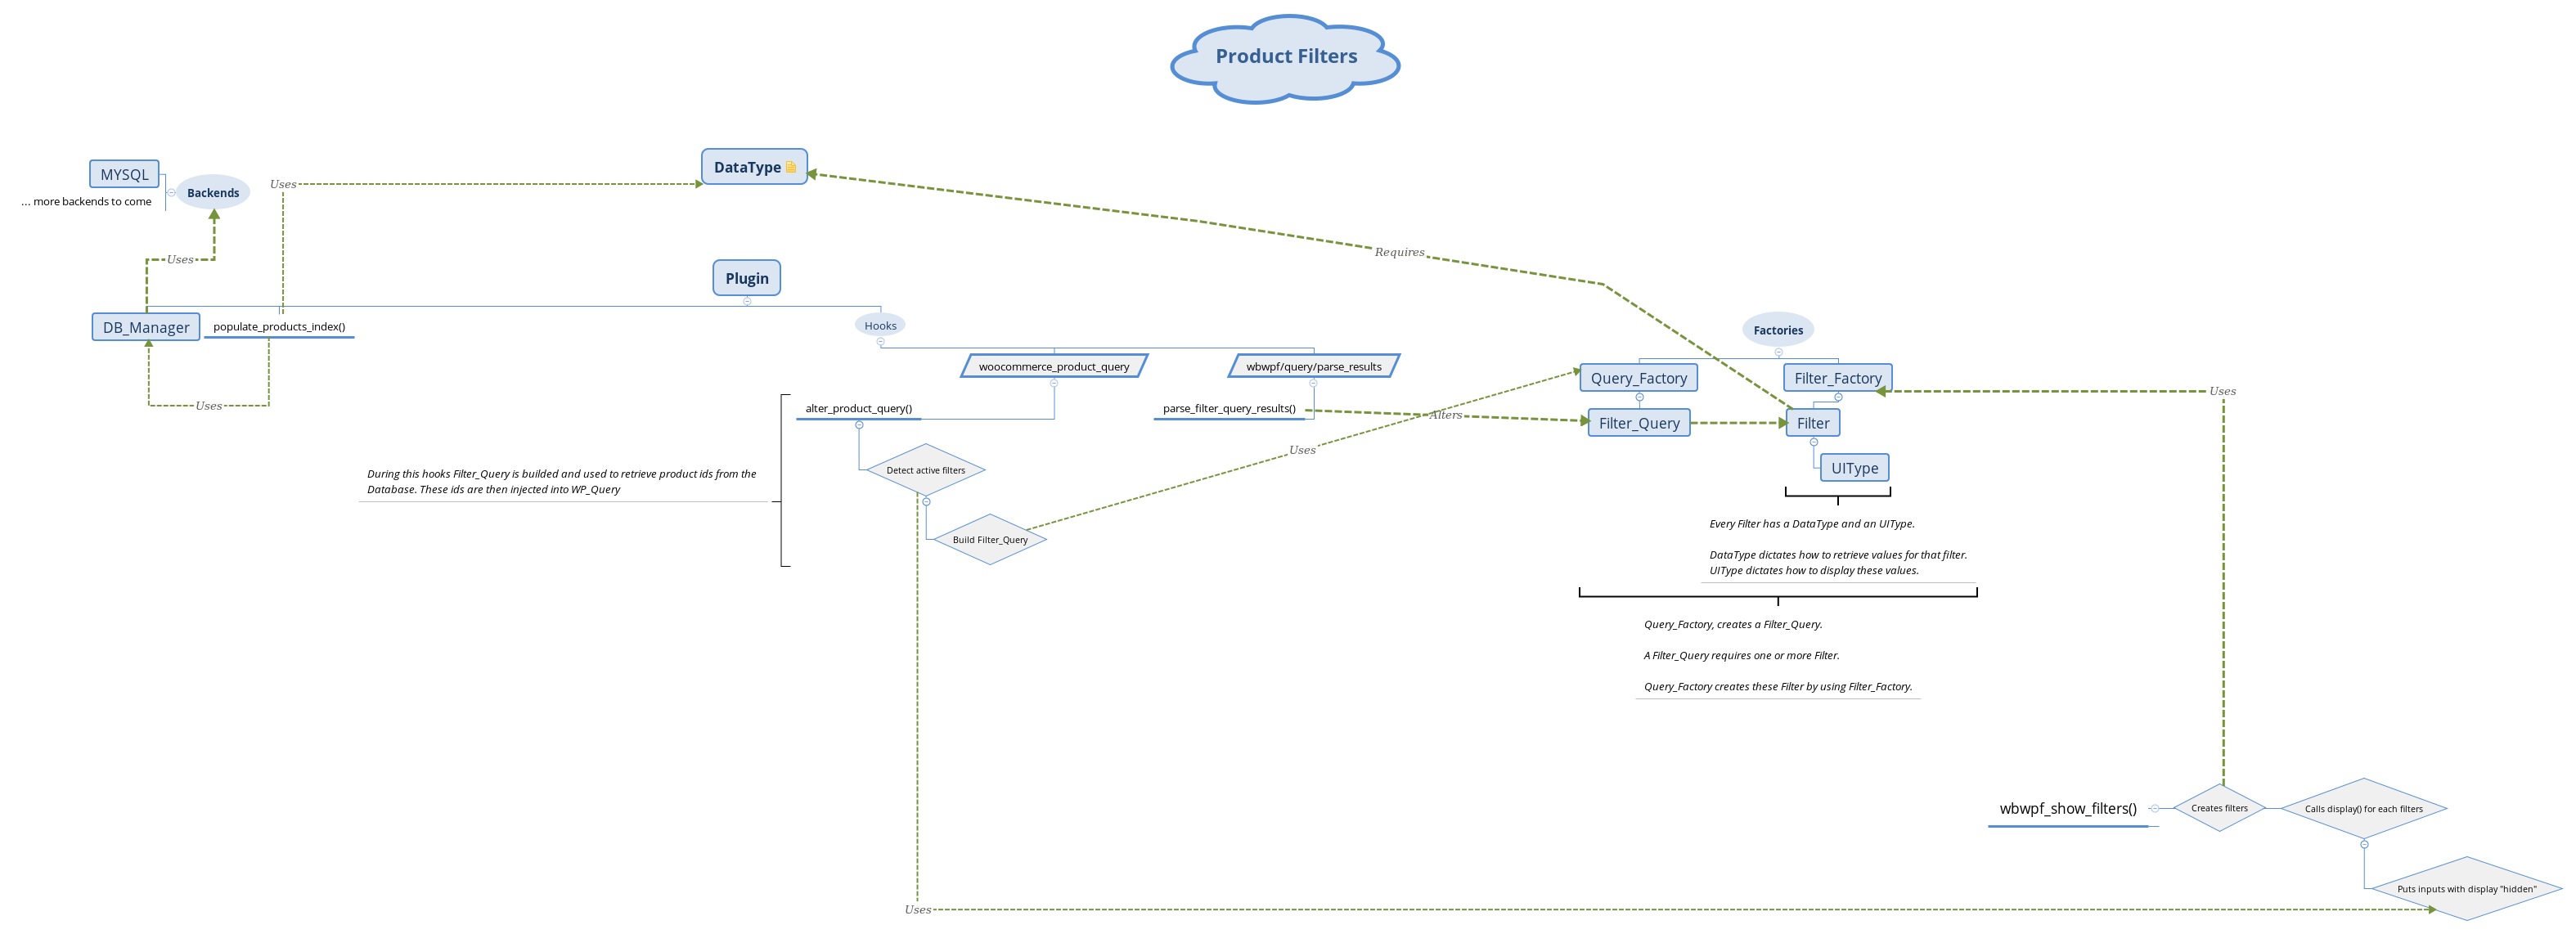 Product Filters
MYSQL
... more backends to come
Backends
Uses
DataType
Uses
Requires
Plugin
DB_Manager
populate_products_index()
Uses
Hooks
woocommerce_product_query
wbwpf/query/parse_results
alter_product_query()
parse_filter_query_results()
Alters
Uses
Detect active filters
Build Filter_Query
During this hooks Filter_Query is builded and used to retrieve product ids from the
Database. These ids are then injected into WP_Query
Factories
Query_Factory
Filter_Factory
Uses
Filter_Query
Filter
UIType
Every Filter has a DataType and an UIType.
DataType dictates how to retrieve values for that filter.
UIType dictates how to display these values.
Query_Factory, creates a Filter_Query.
A Filter_Query requires one or more Filter.
Query_Factory creates these Filter by using Filter_Factory.
wbwpf_show_filters()
Creates filters
Calls display() for each filters
Puts inputs with display "hidden"
Uses